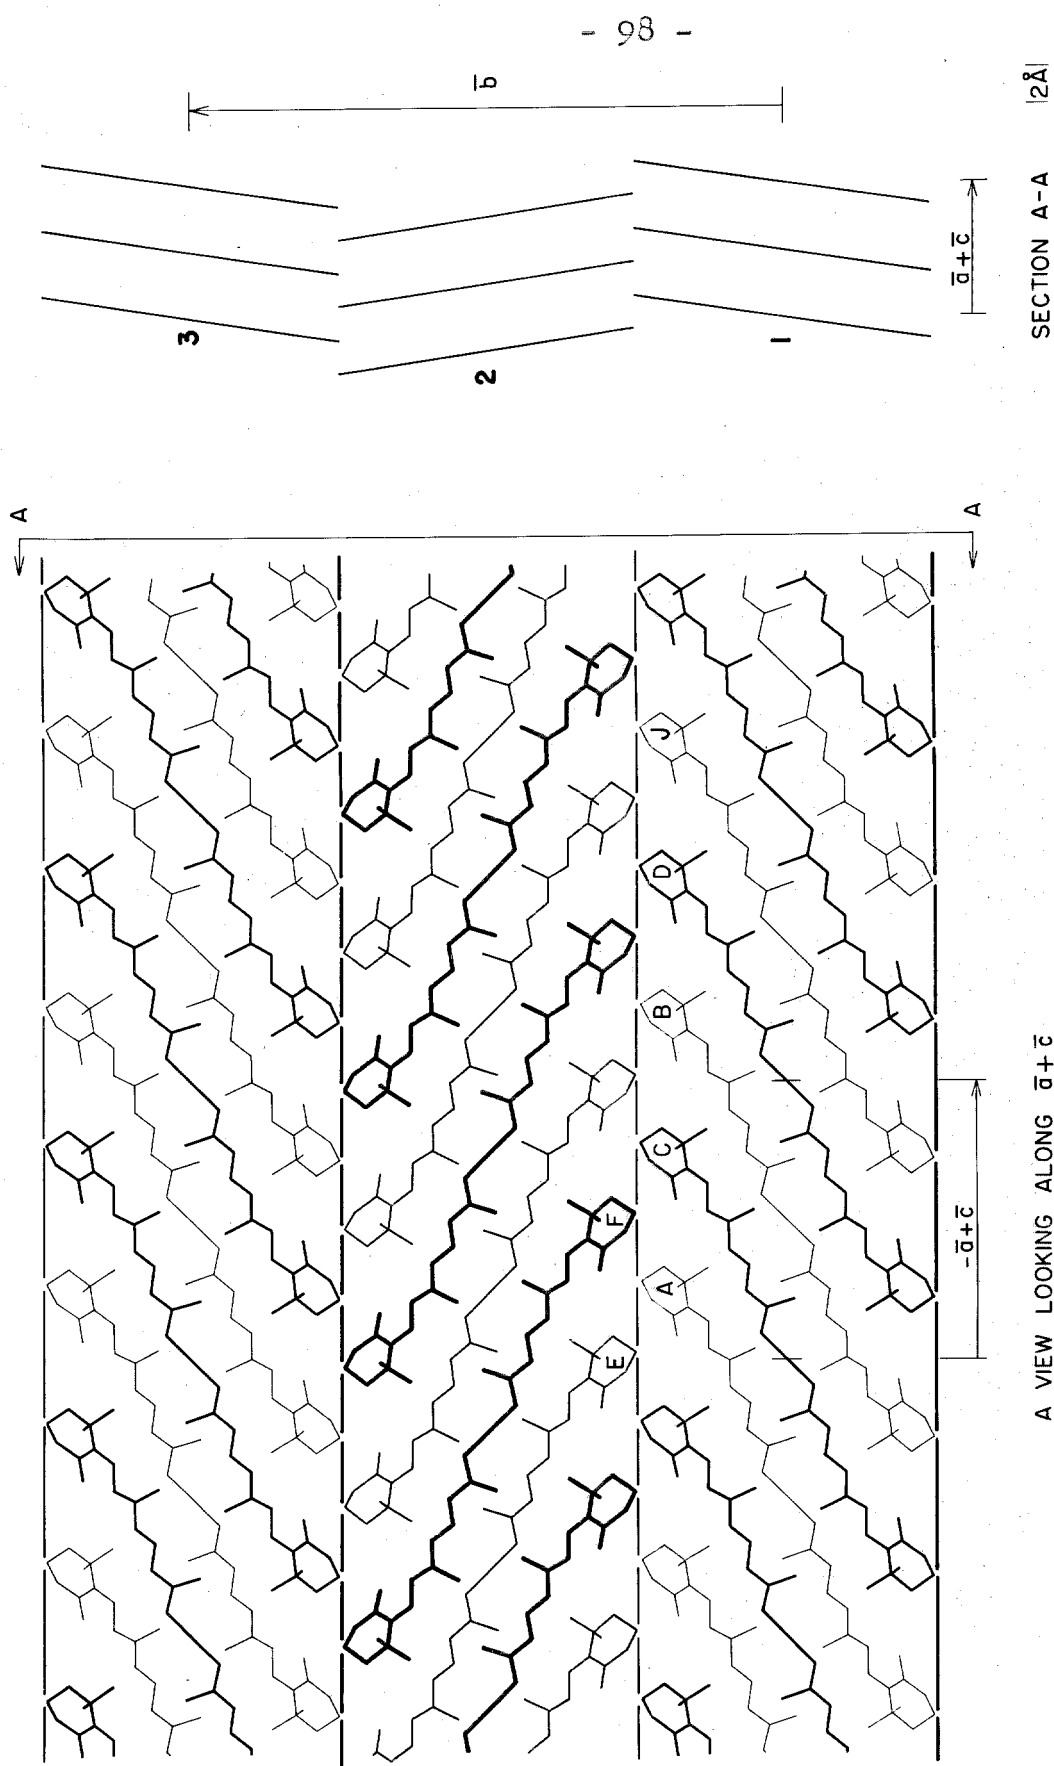 - 98 -
b̅
3
2
1
a̅+c̅
SECTION A-A
|2Å|
A
A
J
D
B
C
A
F
E
-a̅+c̅
A VIEW LOOKING ALONG a̅+c̅